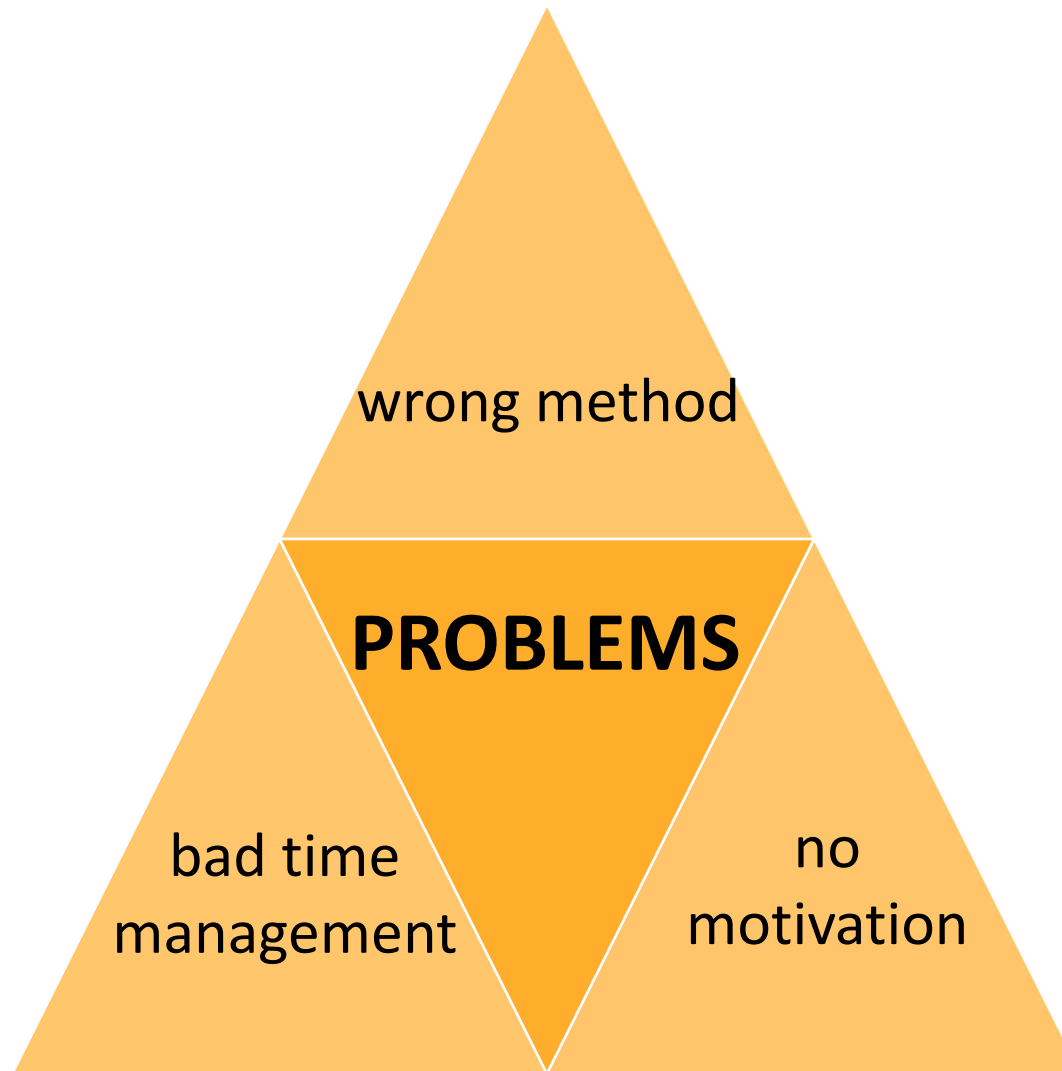 wrong method
PROBLEMS
bad time
management
no
motivation